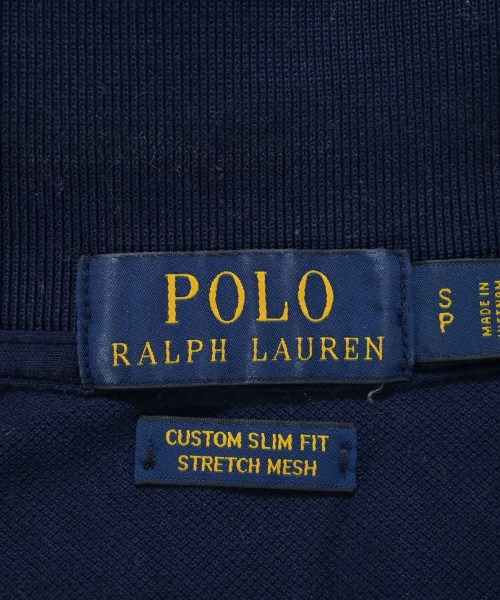 POLO
RALPH LAUREN
S
P
MADE IN
CUSTOM SLIM FIT
STRETCH MESH